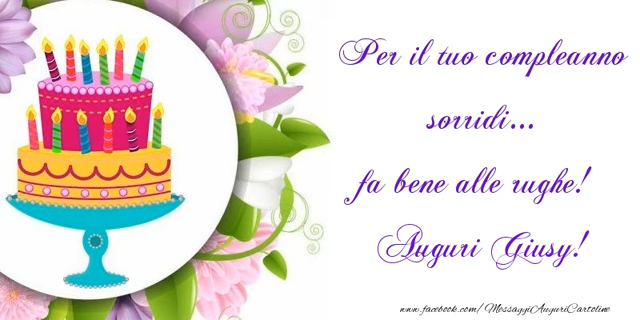 Per il tuo compleanno
sorridi...
fa bene alle rughe!
Auguri Giusy!
www.facebook.com/MessaggiAuguriCartoline